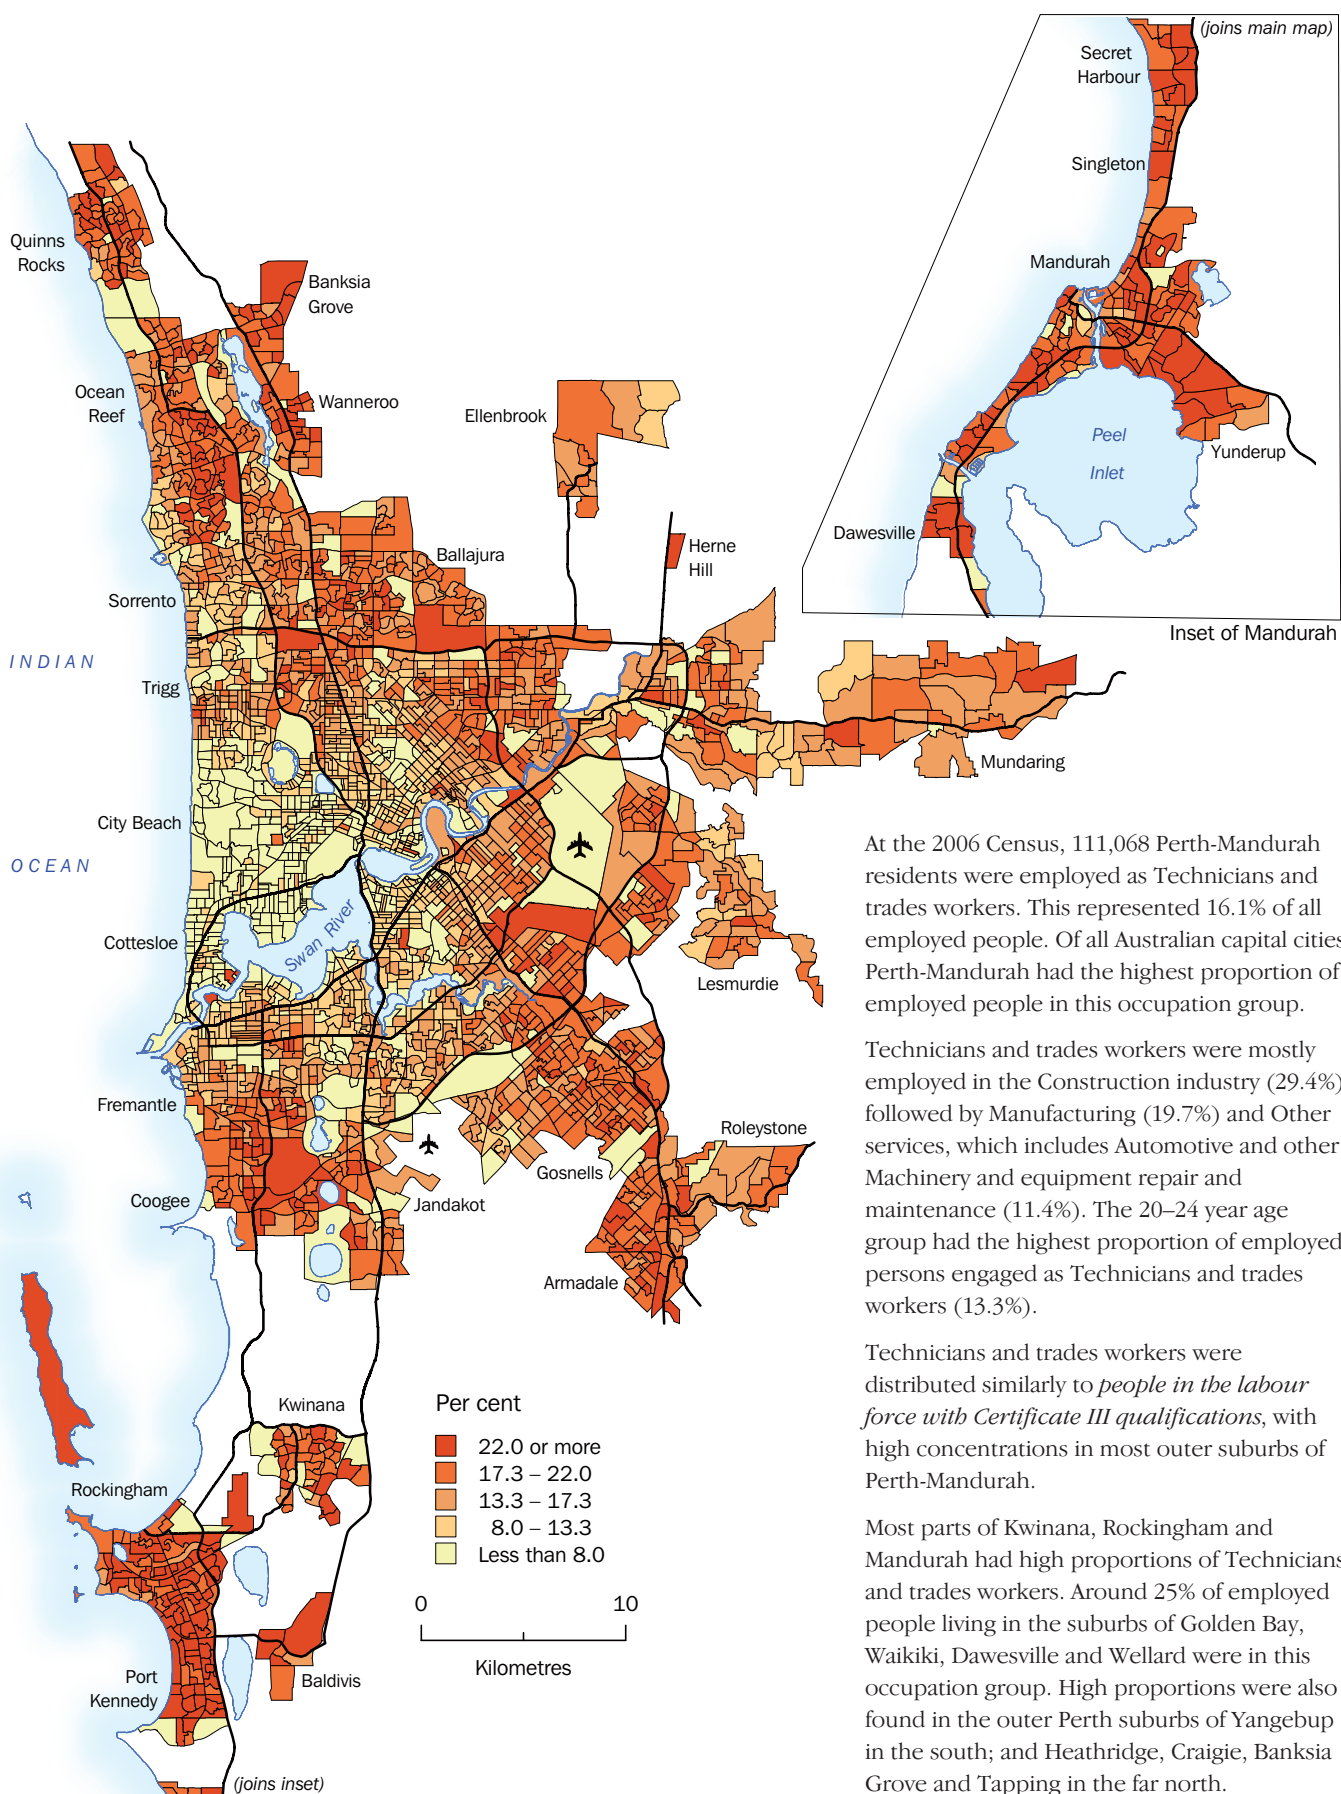 (joins main map)
Secret
Harbour
Singleton
Mandurah
Peel
Inlet
Yunderup
Dawesville
Inset of Mandurah
Quinns
Rocks
Banksia
Grove
Ocean
Reef
Wanneroo
Ellenbrook
Ballajura
Herne
Hill
Sorrento
INDIAN
Trigg
Mundaring
City Beach
OCEAN
Cottesloe
Swan River
Lesmurdie
Fremantle
Roleystone
Gosnells
Coogee
Jandakot
Armadale
Kwinana
Rockingham
Port
Kennedy
Baldivis
(joins inset)
Per cent
22.0 or more
17.3 – 22.0
13.3 – 17.3
8.0 – 13.3
Less than 8.0
0 10
Kilometres
At the 2006 Census, 111,068 Perth-Mandurah
residents were employed as Technicians and
trades workers. This represented 16.1% of all
employed people. Of all Australian capital cities
Perth-Mandurah had the highest proportion of
employed people in this occupation group.
Technicians and trades workers were mostly
employed in the Construction industry (29.4%)
followed by Manufacturing (19.7%) and Other
services, which includes Automotive and other
Machinery and equipment repair and
maintenance (11.4%). The 20–24 year age
group had the highest proportion of employed
persons engaged as Technicians and trades
workers (13.3%).
Technicians and trades workers were
distributed similarly to people in the labour
force with Certificate III qualifications, with
high concentrations in most outer suburbs of
Perth-Mandurah.
Most parts of Kwinana, Rockingham and
Mandurah had high proportions of Technicians
and trades workers. Around 25% of employed
people living in the suburbs of Golden Bay,
Waikiki, Dawesville and Wellard were in this
occupation group. High proportions were also
found in the outer Perth suburbs of Yangebup
in the south; and Heathridge, Craigie, Banksia
Grove and Tapping in the far north.